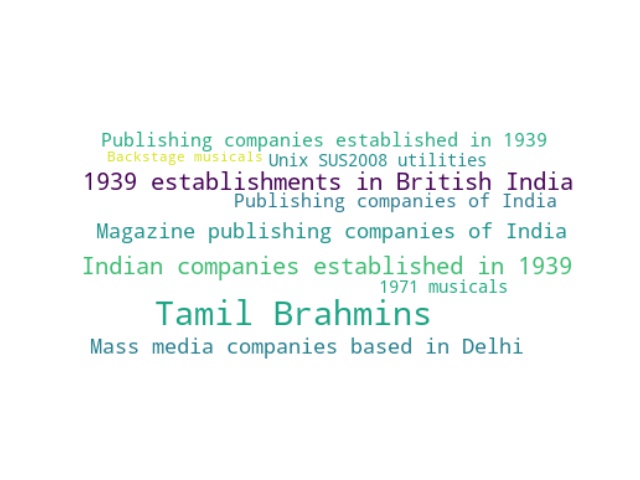 Publishing companies established in 1939
Backstage musicals
Unix SUS2008 utilities
1939 establishments in British India
Publishing companies of India
Magazine publishing companies of India
Indian companies established in 1939
1971 musicals
Tamil Brahmins
Mass media companies based in Delhi